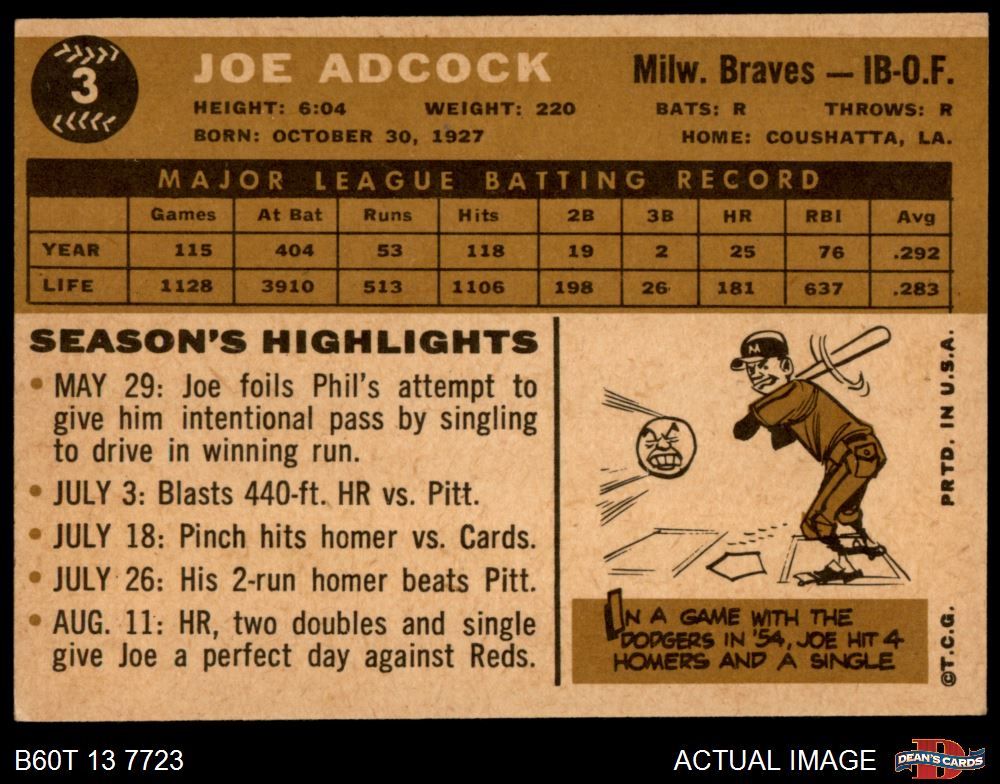 3
JOE ADCOCK
Milw. Braves — IB-O.F.
HEIGHT: 6:04 WEIGHT: 220 BATS: R THROWS: R
BORN: OCTOBER 30, 1927 HOME: COUSHATTA, LA.
MAJOR LEAGUE BATTING RECORD
Games At Bat Runs Hits 2B 3B HR RBI Avg
YEAR 115 404 53 118 19 2 25 76 .292
LIFE 1128 3910 513 1106 198 26 181 637 .283
SEASON'S HIGHLIGHTS
• MAY 29: Joe foils Phil's attempt to
give him intentional pass by singling
to drive in winning run.
• JULY 3: Blasts 440-ft. HR vs. Pitt.
• JULY 18: Pinch hits homer vs. Cards.
• JULY 26: His 2-run homer beats Pitt.
• AUG. 11: HR, two doubles and single
give Joe a perfect day against Reds.
M
IN A GAME WITH THE
DODGERS IN '54, JOE HIT 4
HOMERS AND A SINGLE
©T.C.G. PRTD. IN U.S.A.
B60T 13 7723
ACTUAL IMAGE
D
DEAN'S CARDS